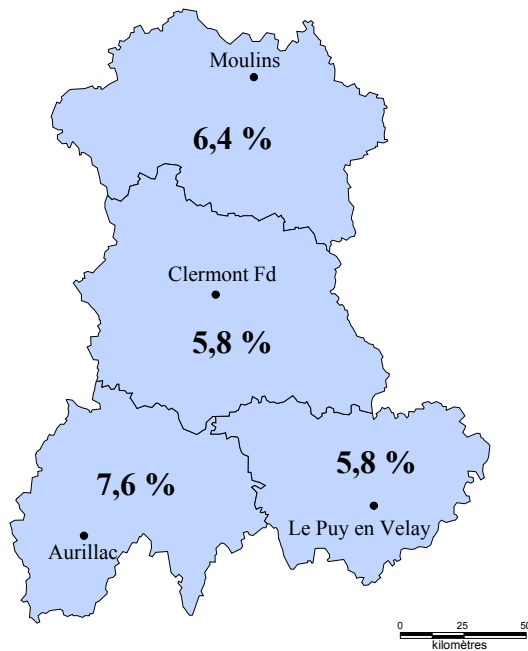 Moulins
6,4 %
Clermont Fd
5,8 %
5,8 %
7,6 %
Le Puy en Velay
Aurillac
0 25 50
kilomètres